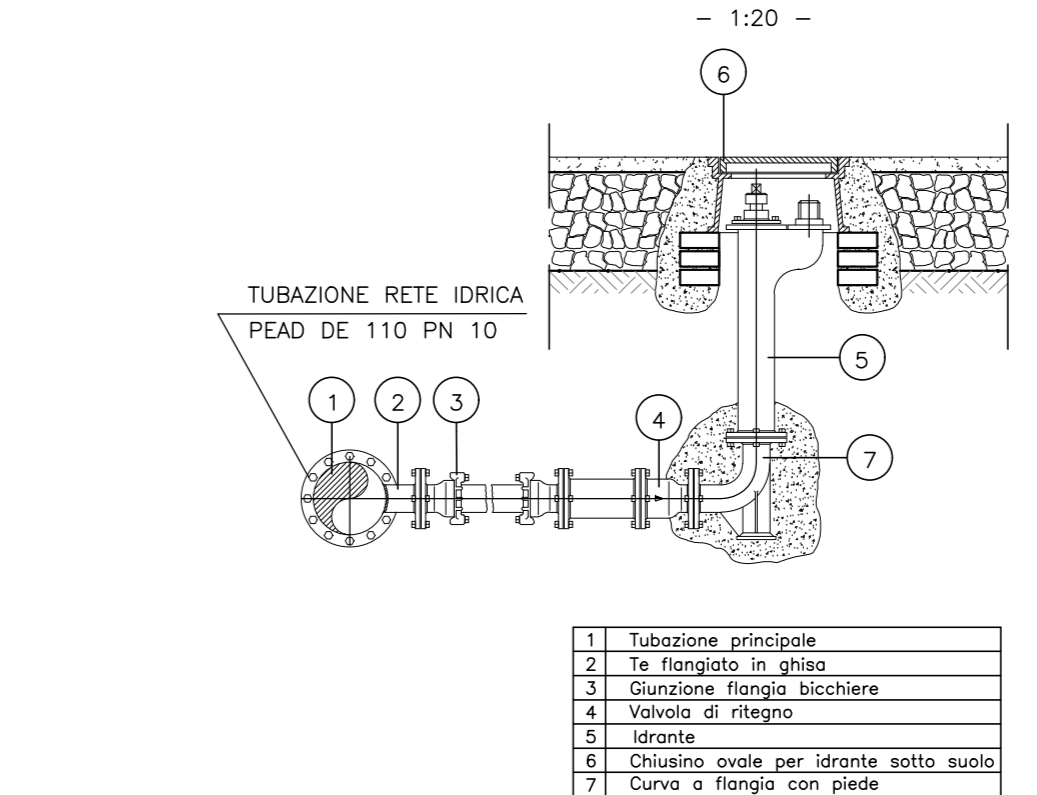 - 1:20 -
6
TUBAZIONE RETE IDRICA
PEAD DE 110 PN 10
5
1
2
3
4
7
1 Tubazione principale
2 Te flangiato in ghisa
3 Giunzione flangia bicchiere
4 Valvola di ritegno
5 Idrante
6 Chiusino ovale per idrante sotto suolo
7 Curva a flangia con piede